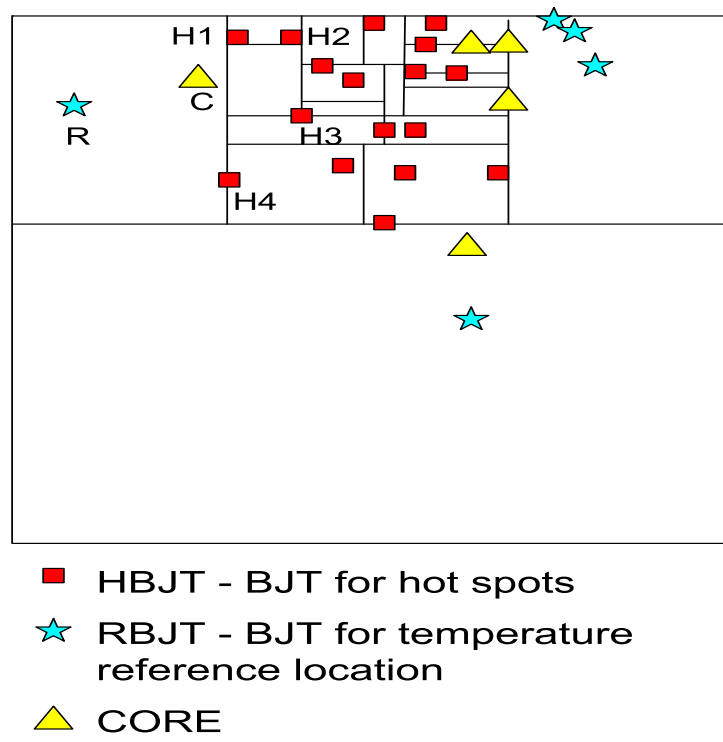 H1
H2
C
R
H3
H4
HBJT - BJT for hot spots
RBJT - BJT for temperature
reference location
CORE